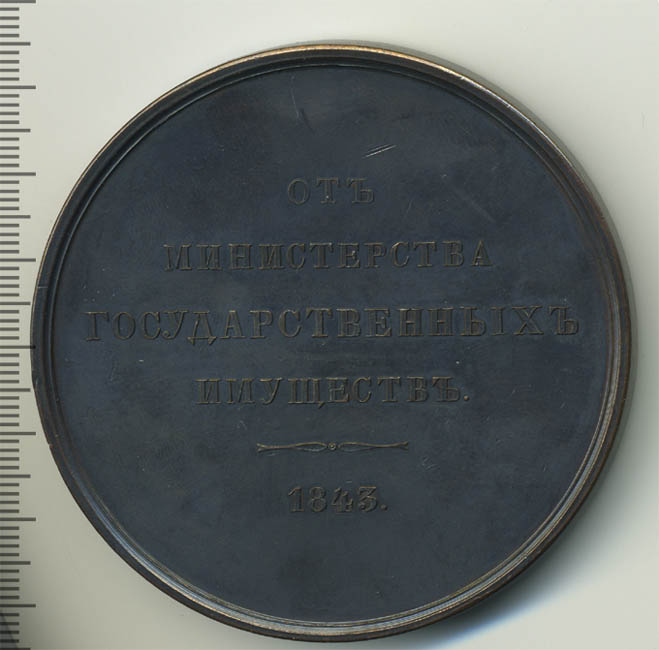 ОТЪ
МИНИСТЕРСТВА
ГОСУДАРСТВЕННЫХЪ
ИМУЩЕСТВЪ.
1843.